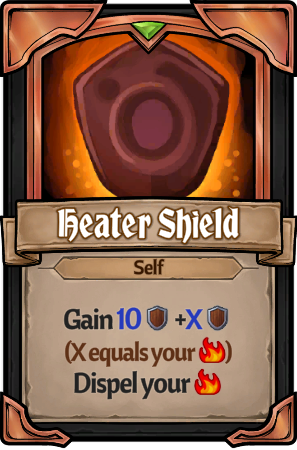 Heater Shield
Self
Gain 10 +X
(X equals your )
Dispel your